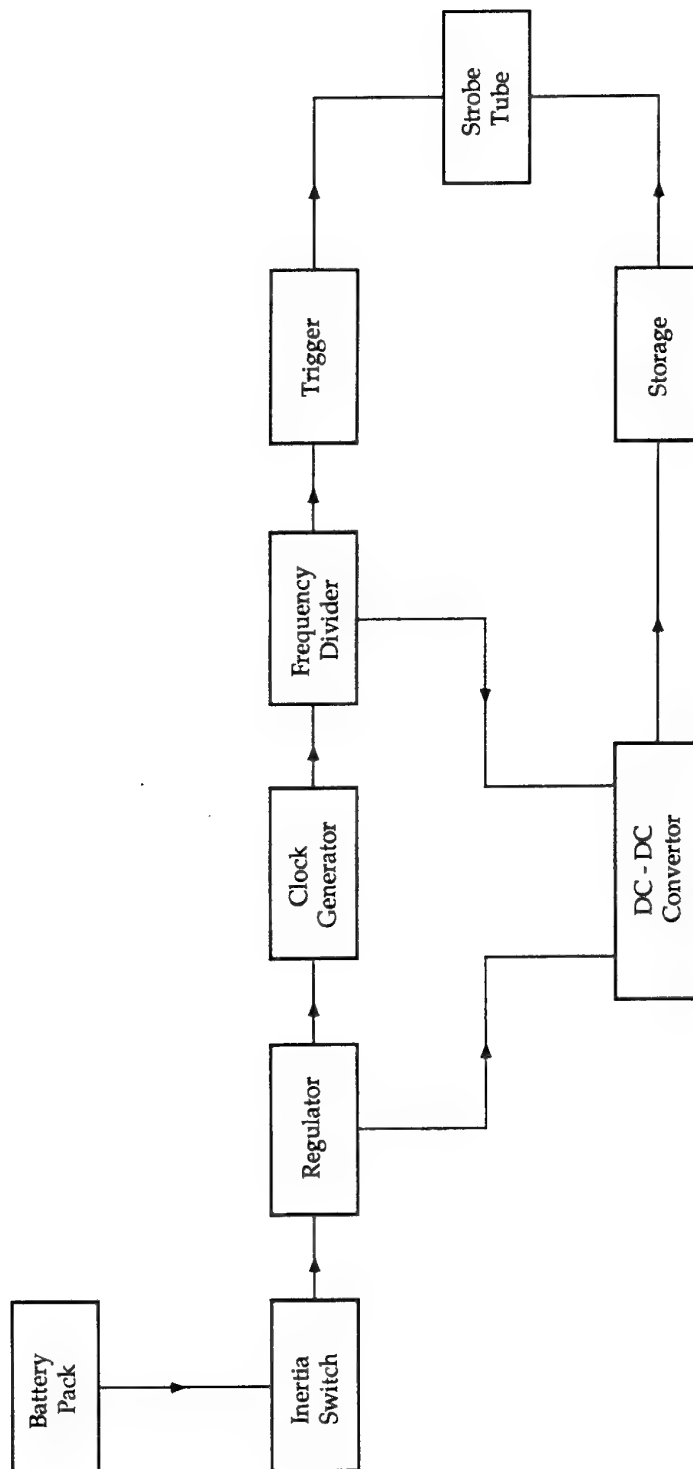 Battery
Pack
Inertia
Switch
Regulator
Clock
Generator
Frequency
Divider
Trigger
Strobe
Tube
DC - DC
Convertor
Storage